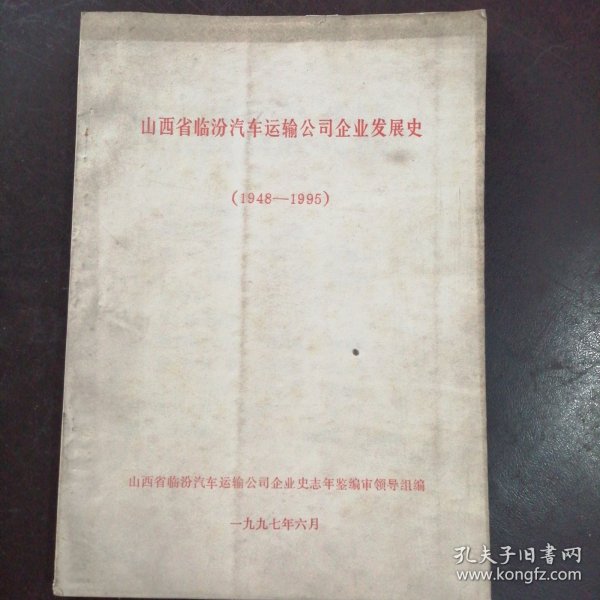 山西省临汾汽车运输公司企业发展史
(1948—1995)
山西省临汾汽车运输公司企业史志年鉴编审领导组编
一九九七年六月
孔夫子旧书网
www.kongfz.com